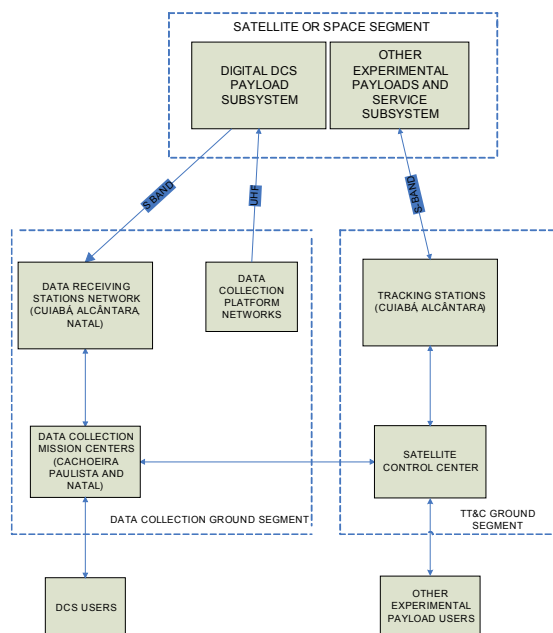 SATELLITE OR SPACE SEGMENT
DIGITAL DCS
PAYLOAD
SUBSYSTEM
OTHER
EXPERIMENTAL
PAYLOADS AND
SERVICE
SUBSYSTEM
S BAND
UHF
S BAND
DATA RECEIVING
STATIONS NETWORK
(CUIABÁ, ALCÂNTARA,
NATAL)
DATA
COLLECTION
PLATFORM
NETWORKS
TRACKING STATIONS
(CUIABÁ, ALCÂNTARA)
DATA COLLECTION
MISSION CENTERS
(CACHOEIRA
PAULISTA AND
NATAL)
SATELLITE
CONTROL CENTER
DATA COLLECTION GROUND SEGMENT
TT&C GROUND
SEGMENT
DCS USERS
OTHER
EXPERIMENTAL
PAYLOAD USERS